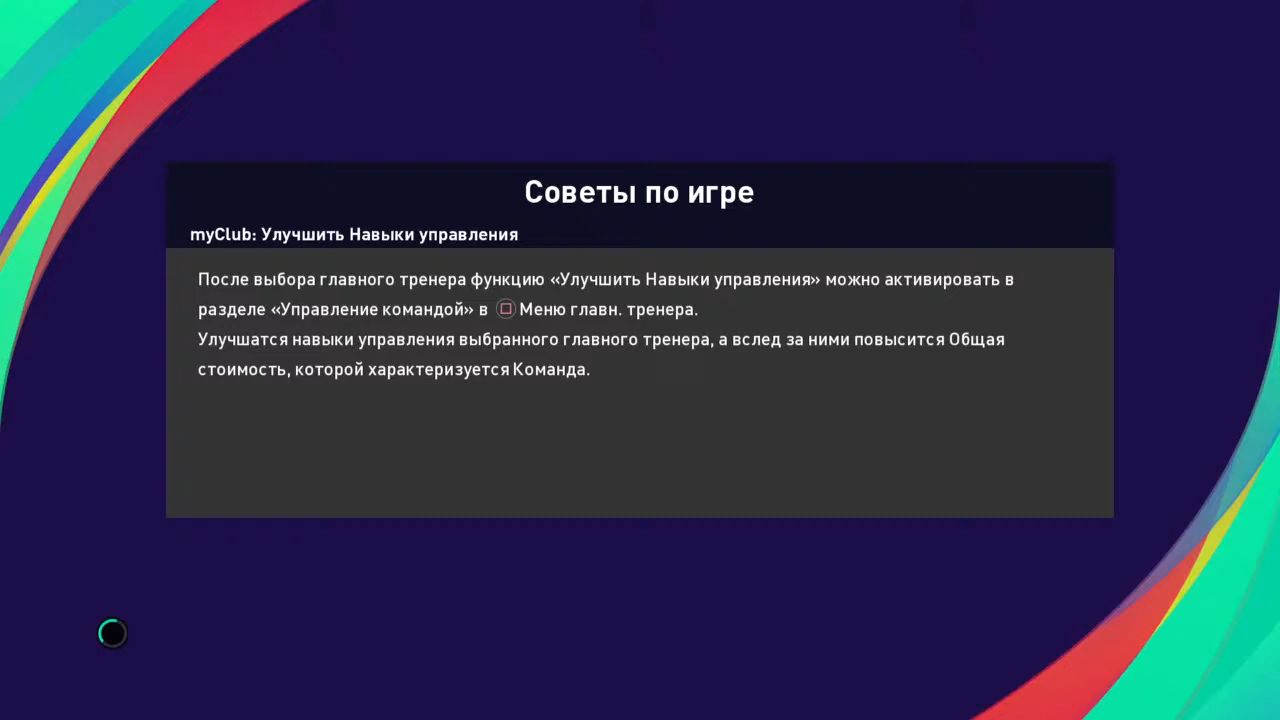 Советы по игре
myClub: Улучшить Навыки управления
После выбора главного тренера функцию «Улучшить Навыки управления» можно активировать в
разделе «Управление командой» в Меню главн. тренера.
Улучшатся навыки управления выбранного главного тренера, а вслед за ними повысится Общая
стоимость, которой характеризуется Команда.